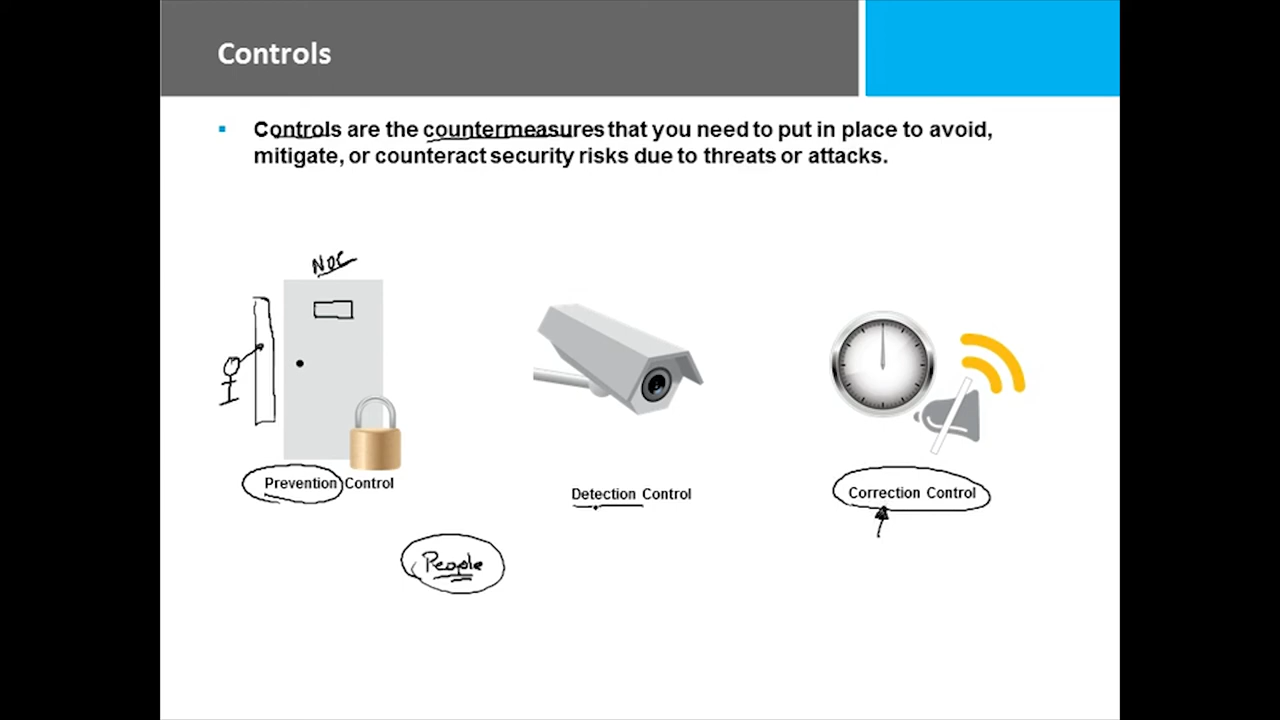 Controls
Controls are the countermeasures that you need to put in place to avoid,
mitigate, or counteract security risks due to threats or attacks.
NOC
Prevention Control
Detection Control
Correction Control
People